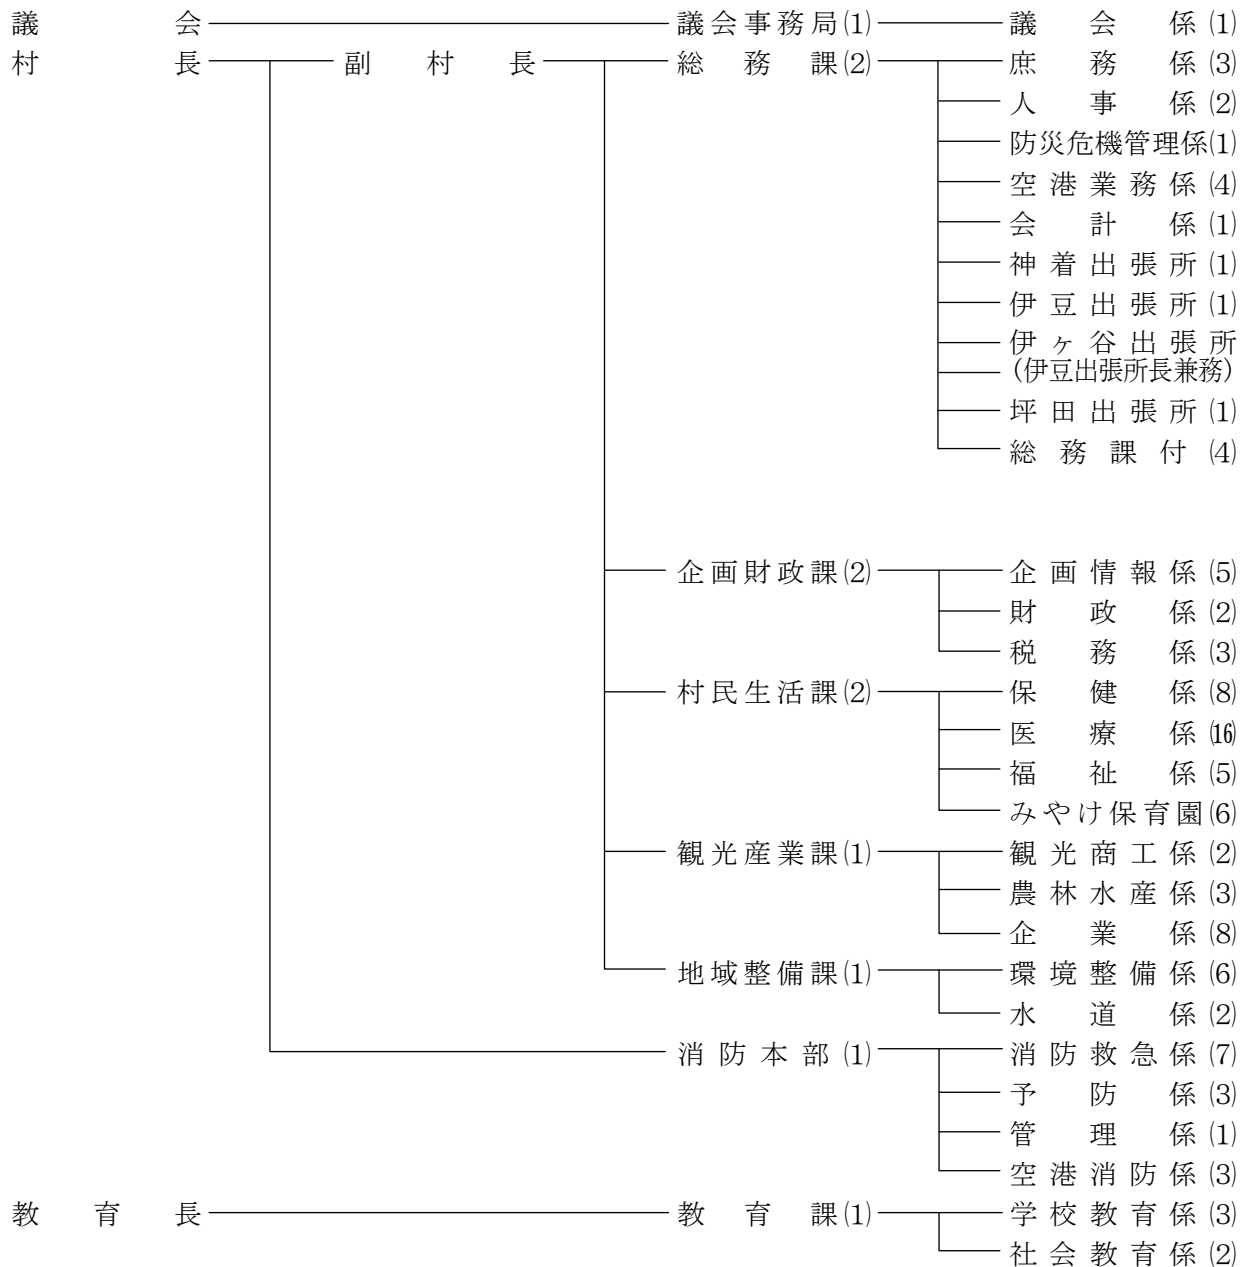 議会 議会事務局(1) 議会係(1)
村長 副村長 総務課(2) 庶務係(3)
人事係(2)
防災危機管理係(1)
空港業務係(4)
会計係(1)
神着出張所(1)
伊豆出張所(1)
伊ヶ谷出張所
(伊豆出張所長兼務)
坪田出張所(1)
総務課付(4)
企画財政課(2) 企画情報係(5)
財政係(2)
税務係(3)
村民生活課(2) 保健係(8)
医療係(16)
福祉係(5)
みやけ保育園(6)
観光産業課(1) 観光商工係(2)
農林水産係(3)
企業係(8)
地域整備課(1) 環境整備係(6)
水道係(2)
消防本部(1) 消防救急係(7)
予防係(3)
管理係(1)
空港消防係(3)
教育長 教育課(1) 学校教育係(3)
社会教育係(2)